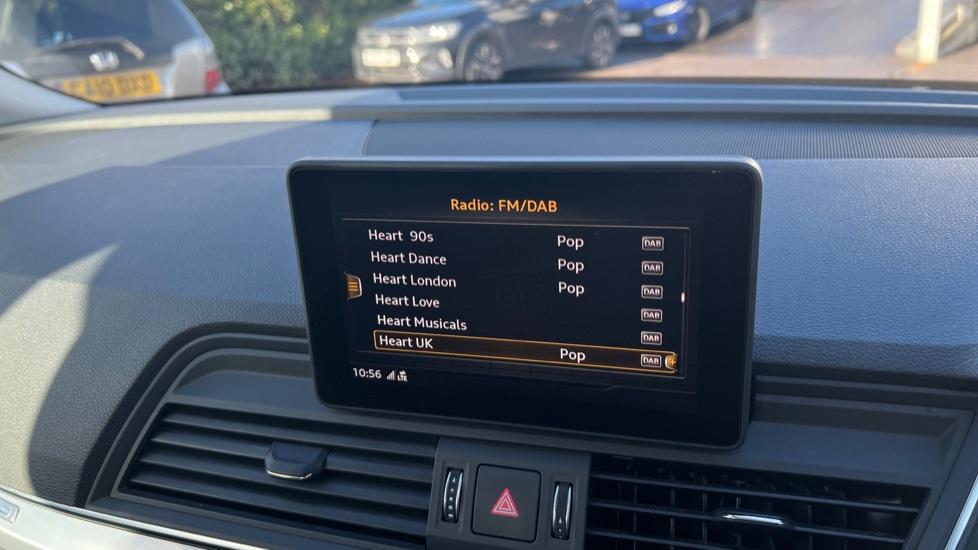 Radio: FM/DAB
Heart 90s Pop DAB
Heart Dance Pop DAB
Heart London Pop DAB
Heart Love DAB
Heart Musicals DAB
Heart UK Pop DAB
10:56 LTE